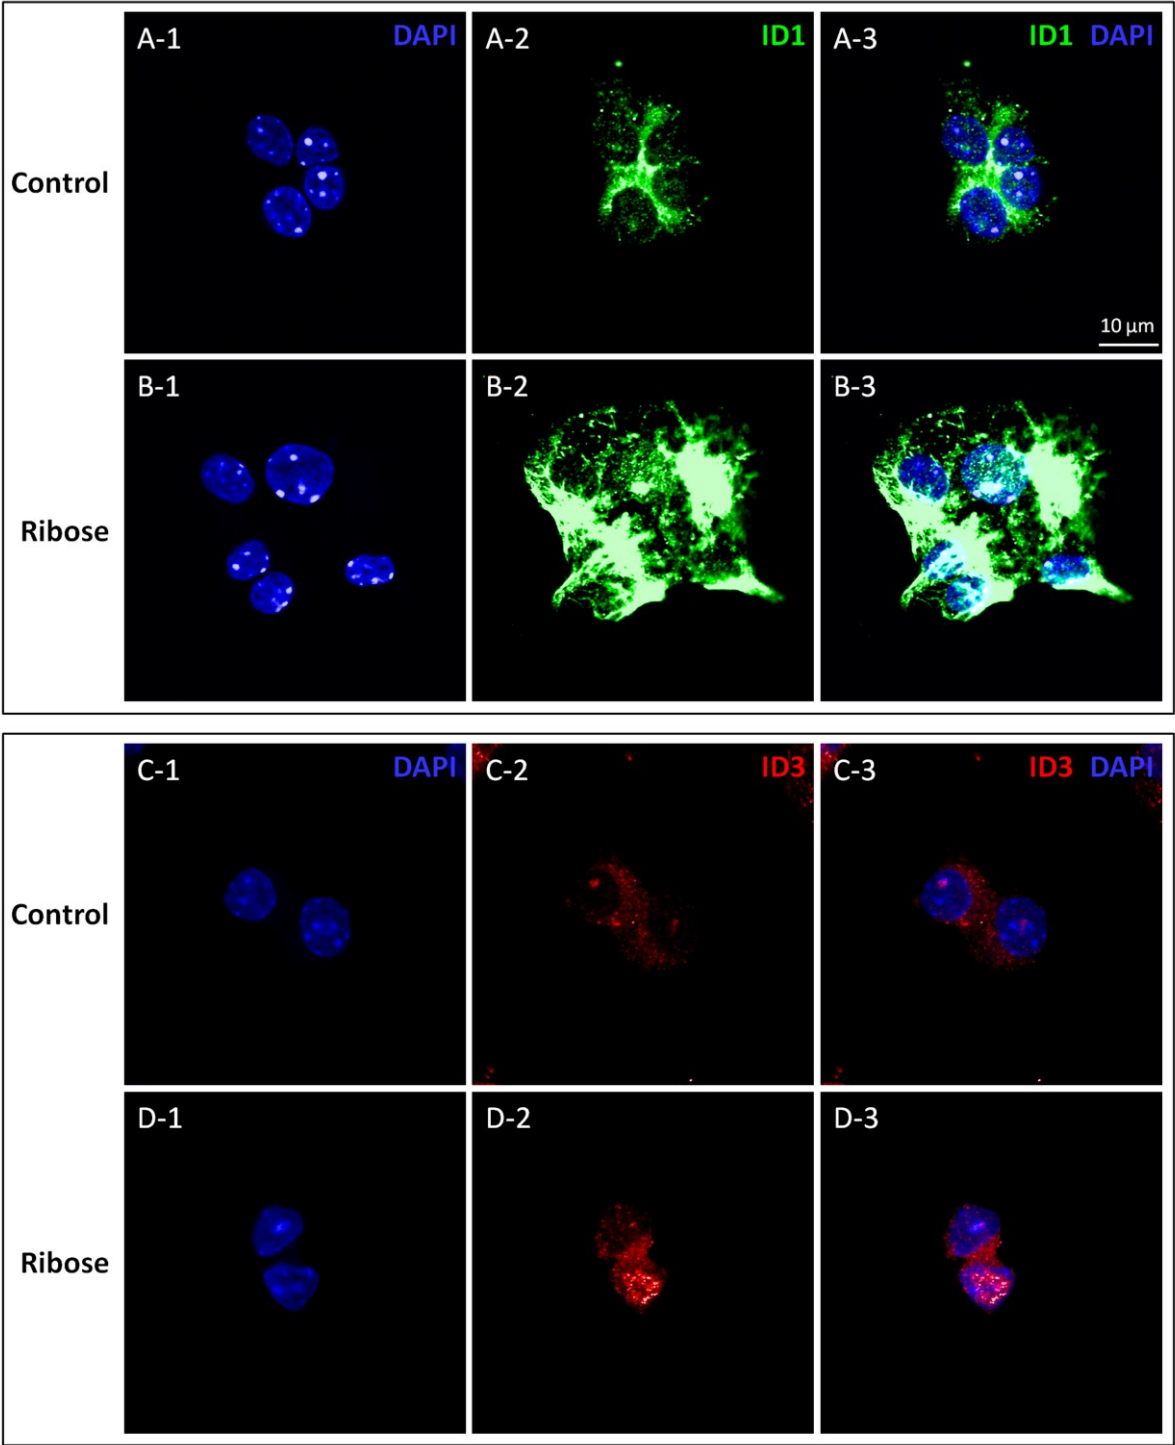 A-1 DAPI A-2 ID1 A-3 ID1 DAPI
Control
10 µm
B-1 B-2 B-3
Ribose
C-1 DAPI C-2 ID3 C-3 ID3 DAPI
Control
D-1 D-2 D-3
Ribose